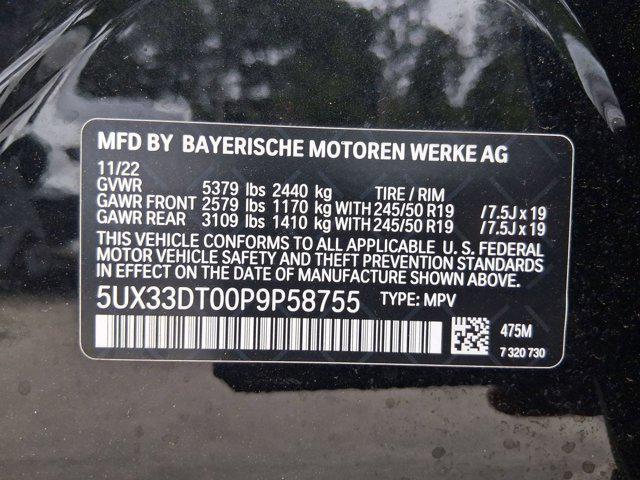 MFD BY BAYERISCHE MOTOREN WERKE AG
11/22
GVWR 5379 lbs 2440 kg TIRE / RIM
GAWR FRONT 2579 lbs 1170 kg WITH 245/50 R19 / 7.5J x 19
GAWR REAR 3109 lbs 1410 kg WITH 245/50 R19 / 7.5J x 19
THIS VEHICLE CONFORMS TO ALL APPLICABLE U. S. FEDERAL
MOTOR VEHICLE SAFETY AND THEFT PREVENTION STANDARDS
IN EFFECT ON THE DATE OF MANUFACTURE SHOWN ABOVE.
5UX33DT00P9P58755 TYPE: MPV
475M
7 320 730